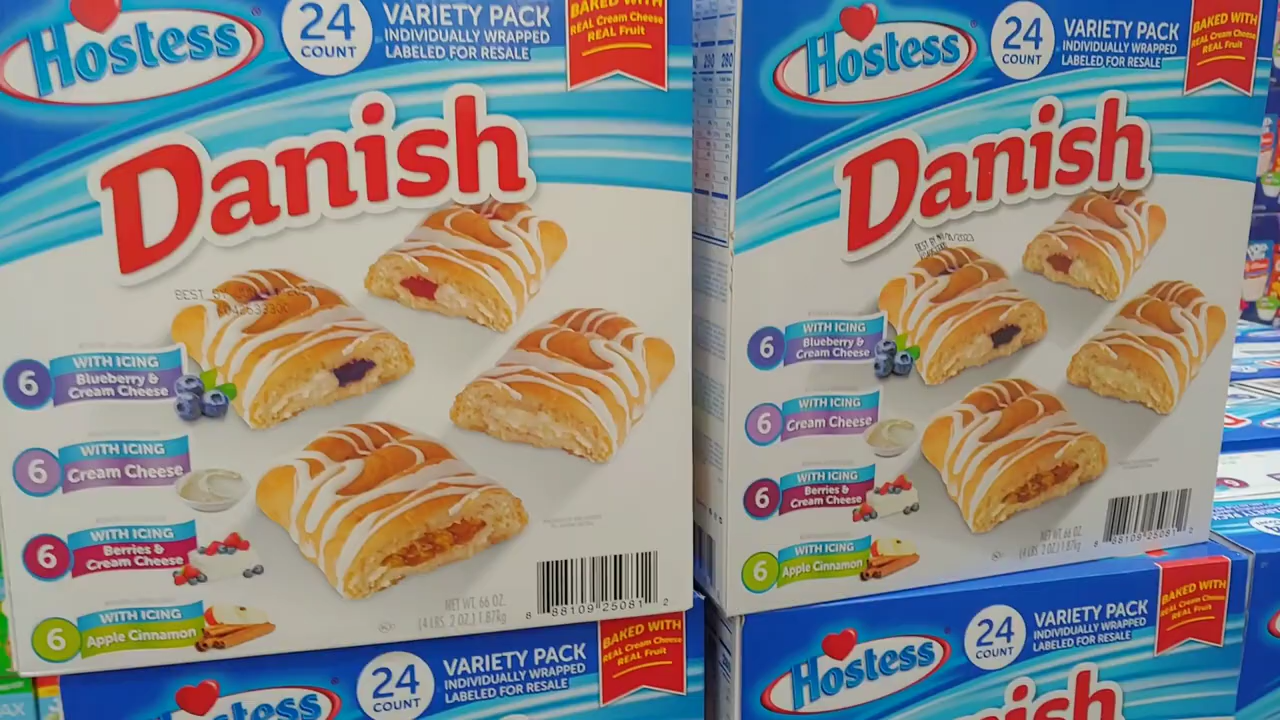 Hostess
24
COUNT
VARIETY PACK
INDIVIDUALLY WRAPPED
LABELED FOR RESALE
BAKED WITH
REAL Cream Cheese
REAL Fruit
Danish
BEST BY
6
WITH ICING
Blueberry &
Cream Cheese
6
WITH ICING
Cream Cheese
6
WITH ICING
Berries &
Cream Cheese
6
WITH ICING
Apple Cinnamon
NET WT. 66 OZ.
(4 LBS. 2 OZ.) 1.87kg
8 88109 25081 2
Hostess
24
COUNT
VARIETY PACK
INDIVIDUALLY WRAPPED
LABELED FOR RESALE
BAKED WITH
REAL Cream Cheese
REAL Fruit
290 280
Danish
BEST BY
6
WITH ICING
Blueberry &
Cream Cheese
6
WITH ICING
Cream Cheese
6
WITH ICING
Berries &
Cream Cheese
6
WITH ICING
Apple Cinnamon
NET WT. 66 OZ.
(4 LBS. 2 OZ.) 1.87kg
8 88109 25081 2
Hostess
24
COUNT
VARIETY PACK
INDIVIDUALLY WRAPPED
LABELED FOR RESALE
BAKED WITH
REAL Cream Cheese
REAL Fruit
Hostess
24
COUNT
VARIETY PACK
INDIVIDUALLY WRAPPED
LABELED FOR RESALE
BAKED WITH
REAL Cream Cheese
REAL Fruit
Danish